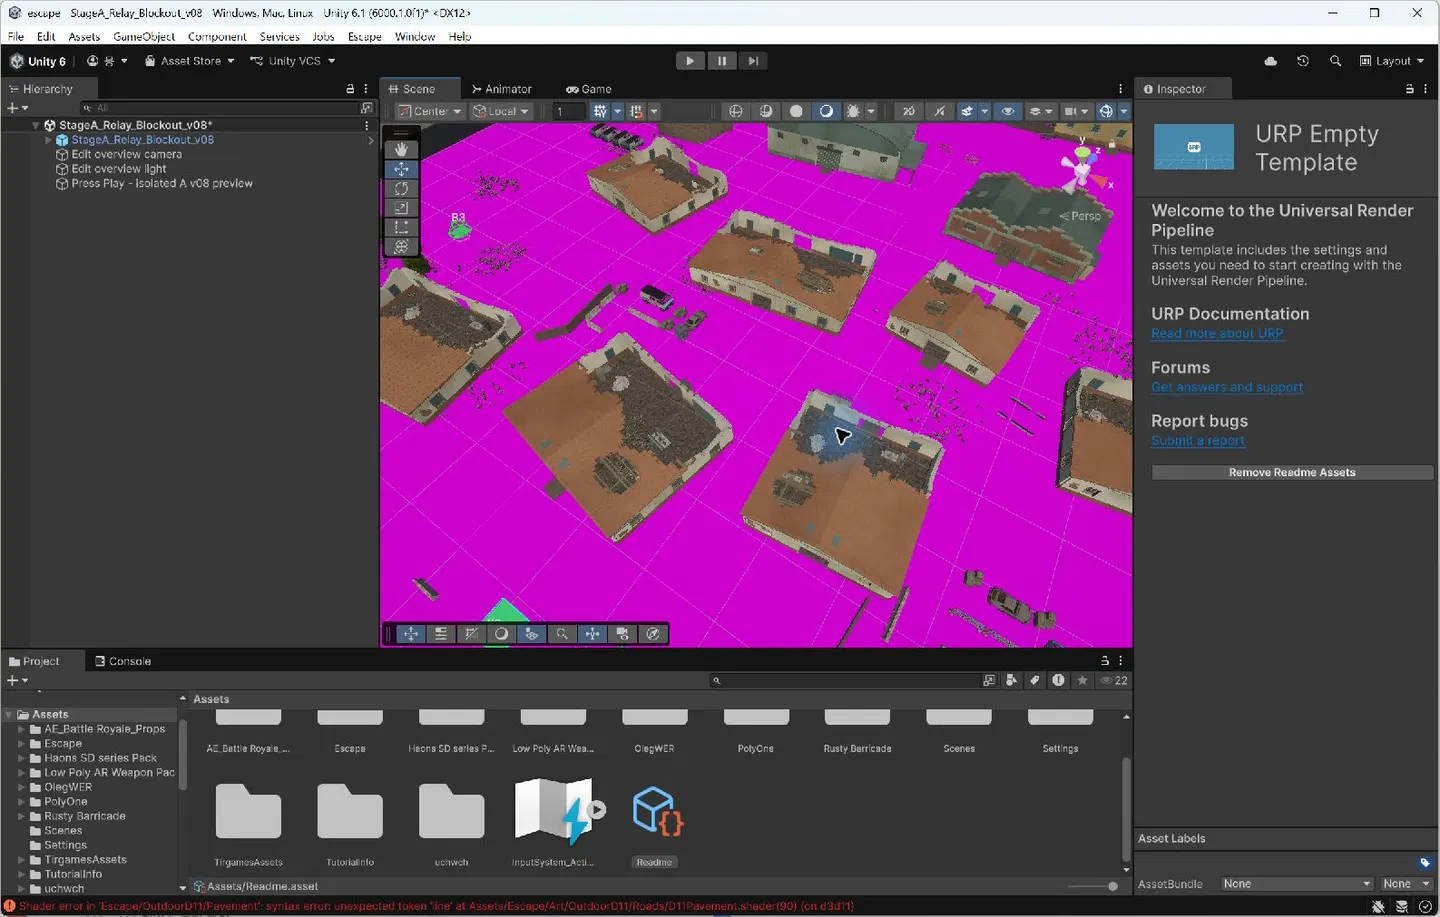 escape  StageA_Relay_Blockout_v08  Windows, Mac, Linux  Unity 6.1 (6000.1.0f1)* <DX12>
File Edit Assets GameObject Component Services Jobs Escape Window Help
Unity 6 Asset Store Unity VCS Layout
Hierarchy Scene Animator Game Inspector
All Center Local 1
StageA_Relay_Blockout_v08*
StageA_Relay_Blockout_v08
Edit overview camera
Edit overview light
Press Play - isolated A v08 preview
y
z
x
Persp
B3
URP Empty
Template
Welcome to the Universal Render
Pipeline
This template includes the settings and
assets you need to start creating with the
Universal Render Pipeline.
URP Documentation
Read more about URP
Forums
Get answers and support
Report bugs
Submit a report
Remove Readme Assets
Project Console
22
Assets
AE_Battle Royale_Props
Escape
Haons SD series Pack
Low Poly AR Weapon Pac
OlegWER
PolyOne
Rusty Barricade
Scenes
Settings
TirgamesAssets
TutorialInfo
uchwch
Assets
AE_Battle Royale_... Escape Haons SD series P... Low Poly AR Wea... OlegWER PolyOne Rusty Barricade Scenes Settings
TirgamesAssets TutorialInfo uchwch InputSystem_Acti... Readme
Assets/Readme.asset
Asset Labels
AssetBundle None None
Shader error in 'Escape/OutdoorD11/Pavement': syntax error: unexpected token 'line' at Assets/Escape/Art/OutdoorD11/Roads/D11Pavement.shader(90) (on d3d11)